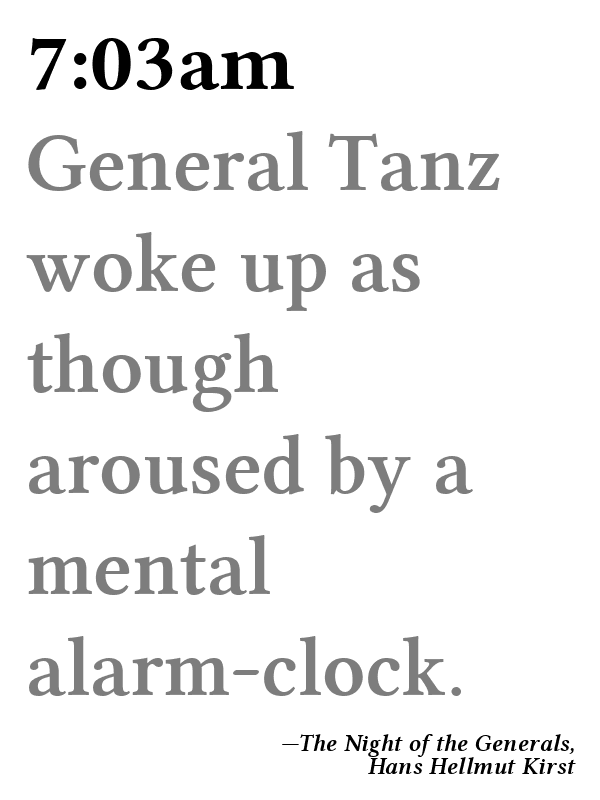 7:03am
General Tanz
woke up as
though
aroused by a
mental
alarm-clock.
—The Night of the Generals,
Hans Hellmut Kirst